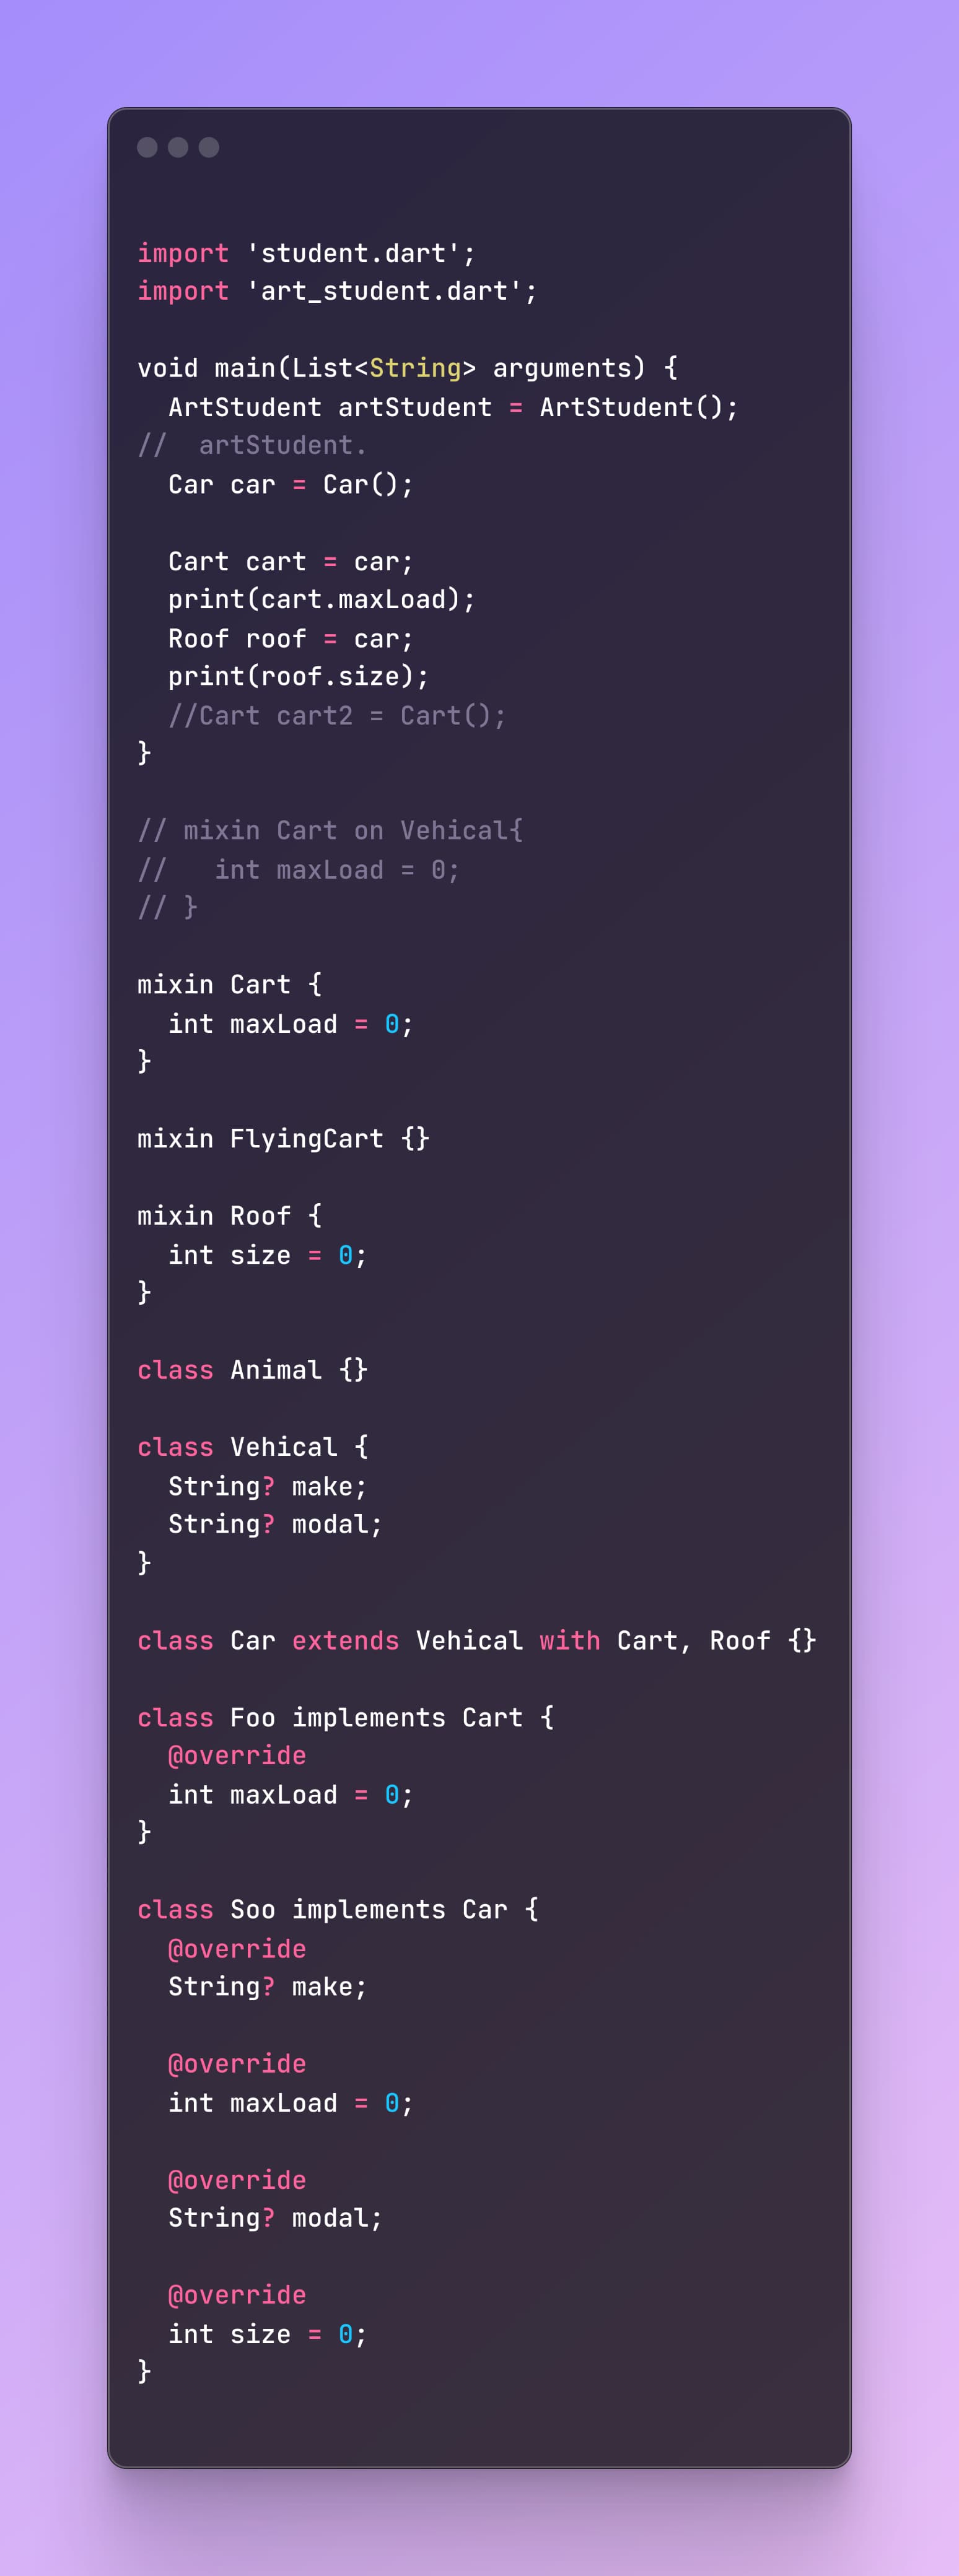 import 'student.dart';
import 'art_student.dart';

void main(List<String> arguments) {
  ArtStudent artStudent = ArtStudent();
//  artStudent.
  Car car = Car();

  Cart cart = car;
  print(cart.maxLoad);
  Roof roof = car;
  print(roof.size);
  //Cart cart2 = Cart();
}

// mixin Cart on Vehical{
//   int maxLoad = 0;
// }

mixin Cart {
  int maxLoad = 0;
}

mixin FlyingCart {}

mixin Roof {
  int size = 0;
}

class Animal {}

class Vehical {
  String? make;
  String? modal;
}

class Car extends Vehical with Cart, Roof {}

class Foo implements Cart {
  @override
  int maxLoad = 0;
}

class Soo implements Car {
  @override
  String? make;

  @override
  int maxLoad = 0;

  @override
  String? modal;

  @override
  int size = 0;
}